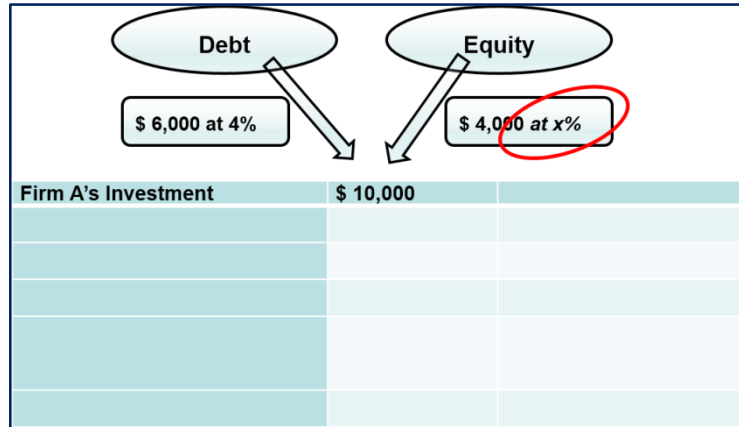 Debt
Equity
$ 6,000 at 4%
$ 4,000 at x%
Firm A's Investment
$ 10,000